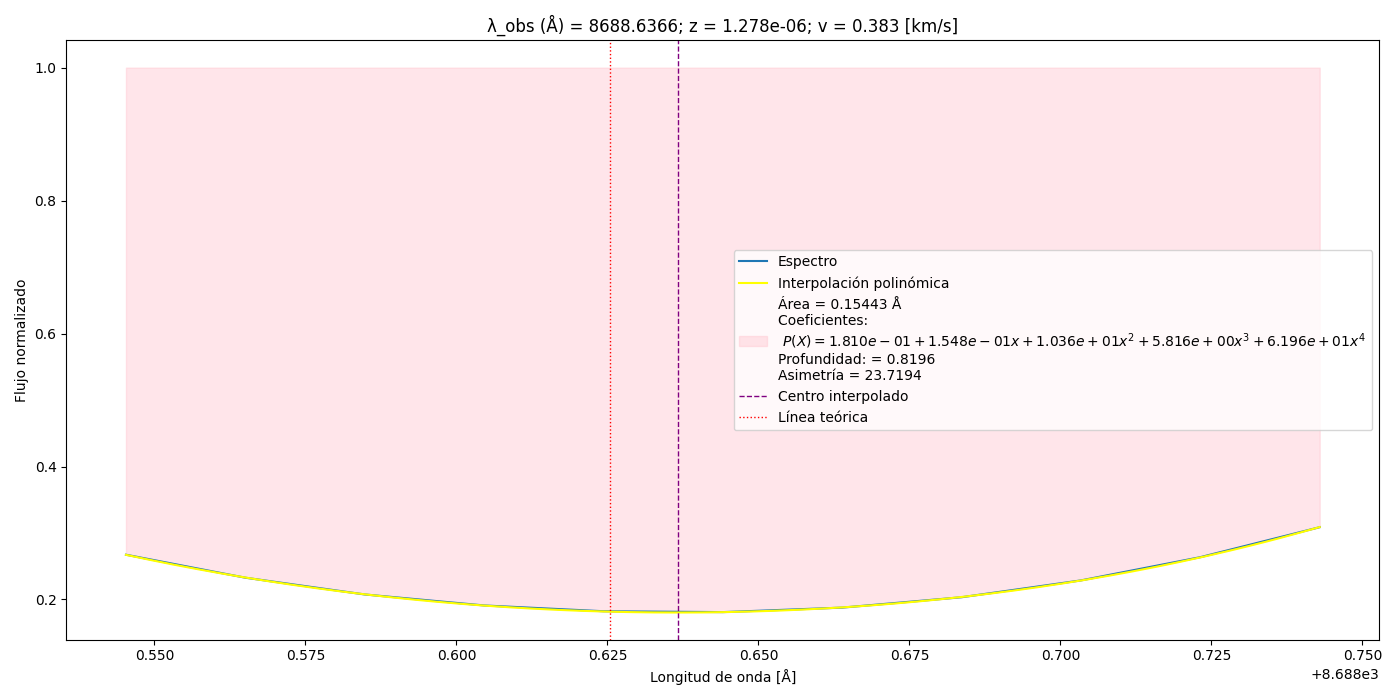 λ_obs (Å) = 8688.6366; z = 1.278e-06; v = 0.383 [km/s]
Flujo normalizado
1.0
0.8
0.6
0.4
0.2
Espectro
Interpolación polinómica
Área = 0.15443 Å
Coeficientes:
P(X) = 1.810e − 01 + 1.548e − 01x + 1.036e + 01x² + 5.816e + 00x³ + 6.196e + 01x⁴
Profundidad: = 0.8196
Asimetría = 23.7194
Centro interpolado
Línea teórica
0.550 0.575 0.600 0.625 0.650 0.675 0.700 0.725 0.750
+8.688e3
Longitud de onda [Å]